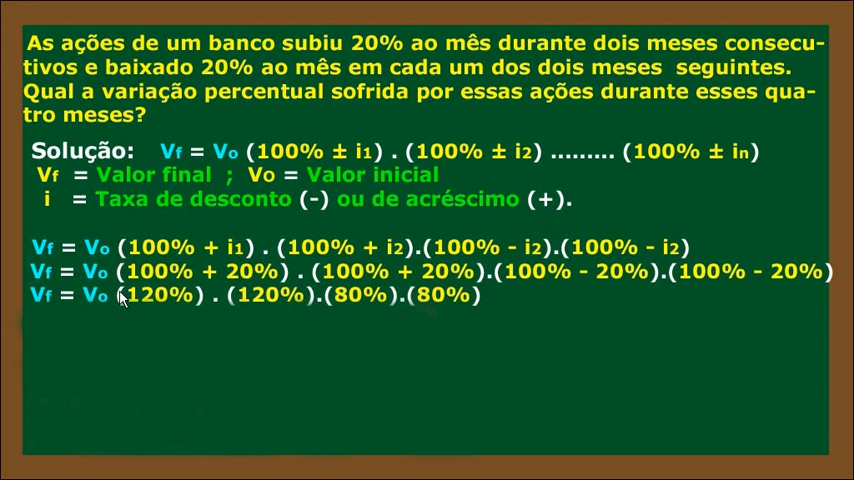 As ações de um banco subiu 20% ao mês durante dois meses consecu-
tivos e baixado 20% ao mês em cada um dos dois meses seguintes.
Qual a variação percentual sofrida por essas ações durante esses qua-
tro meses?
Solução: Vf = Vo (100% ± i1) . (100% ± i2) ......... (100% ± in)
Vf = Valor final ; Vo = Valor inicial
i = Taxa de desconto (-) ou de acréscimo (+).
Vf = Vo (100% + i1) . (100% + i2).(100% - i2).(100% - i2)
Vf = Vo (100% + 20%) . (100% + 20%).(100% - 20%).(100% - 20%)
Vf = Vo (120%) . (120%).(80%).(80%)